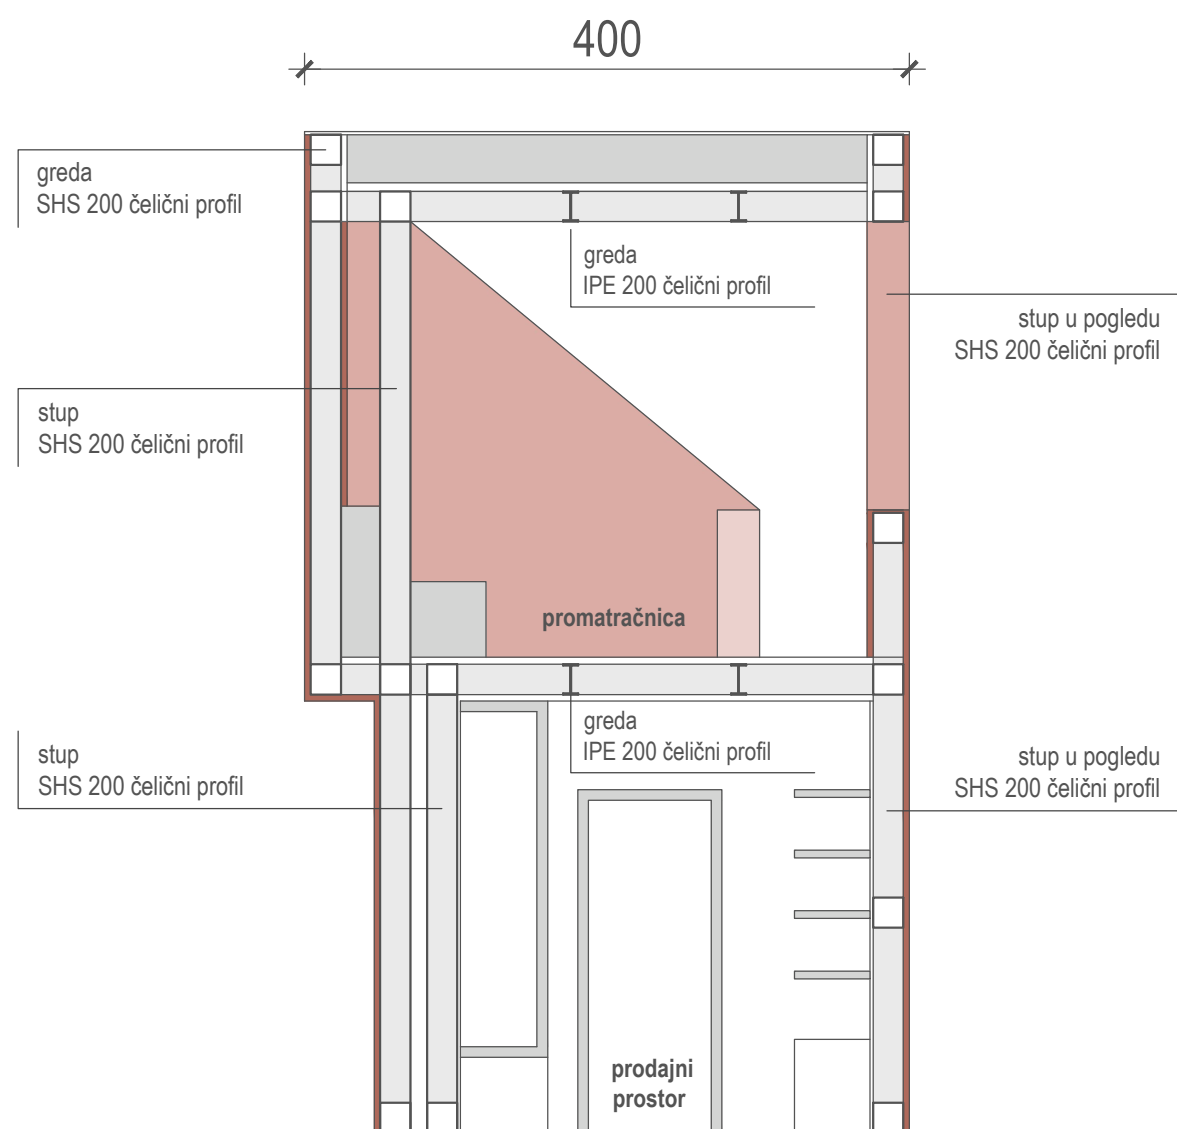 400
greda
SHS 200 čelični profil
greda
IPE 200 čelični profil
stup u pogledu
SHS 200 čelični profil
stup
SHS 200 čelični profil
promatračnica
greda
IPE 200 čelični profil
stup
SHS 200 čelični profil
stup u pogledu
SHS 200 čelični profil
prodajni
prostor